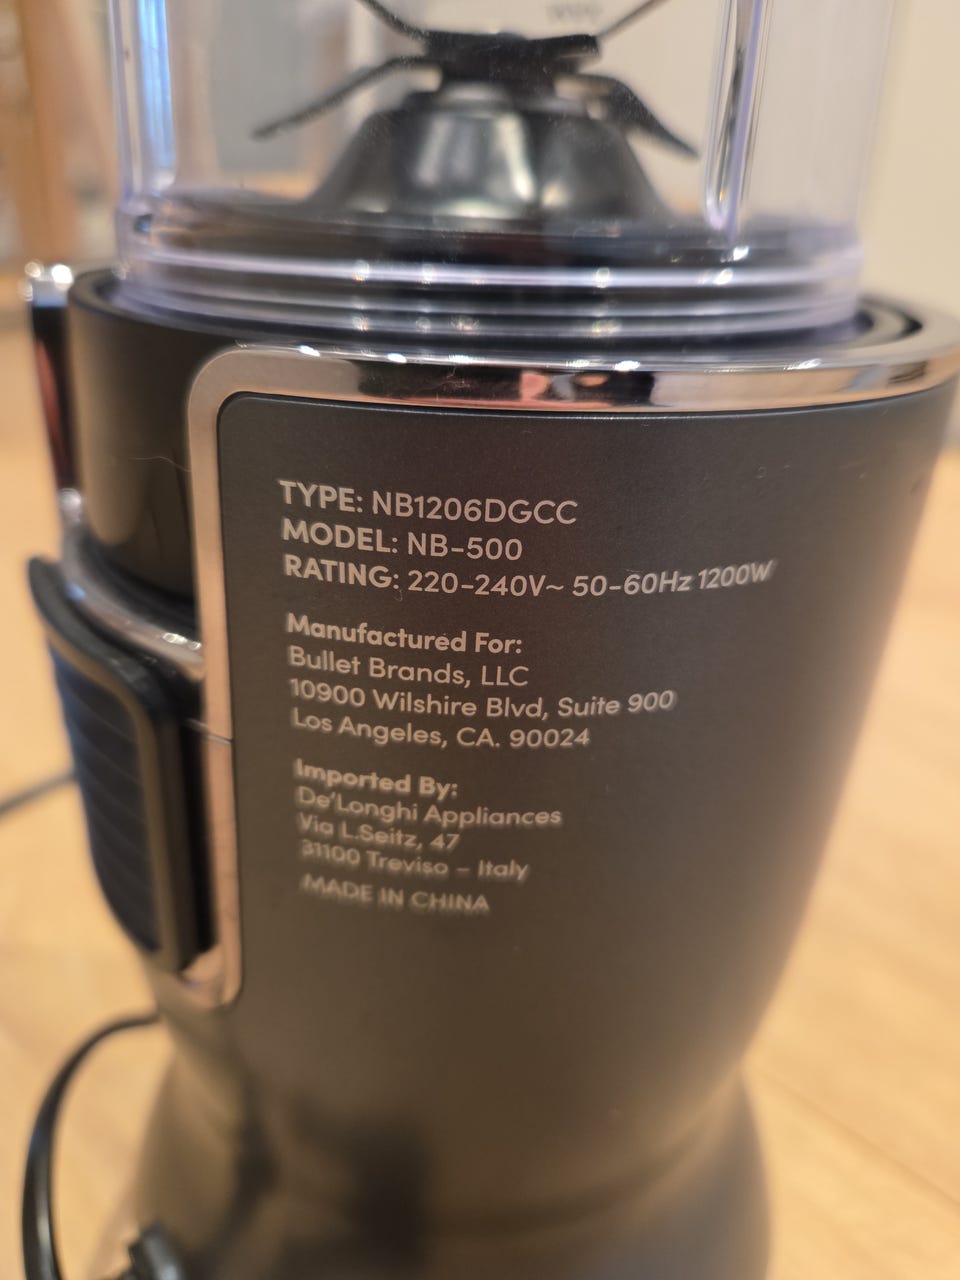 TYPE: NB1206DGCC
MODEL: NB-500
RATING: 220-240V~ 50-60Hz 1200W
Manufactured For:
Bullet Brands, LLC
10900 Wilshire Blvd, Suite 900
Los Angeles, CA. 90024
Imported By:
De'Longhi Appliances
Via L.Seitz, 47
31100 Treviso – Italy
MADE IN CHINA